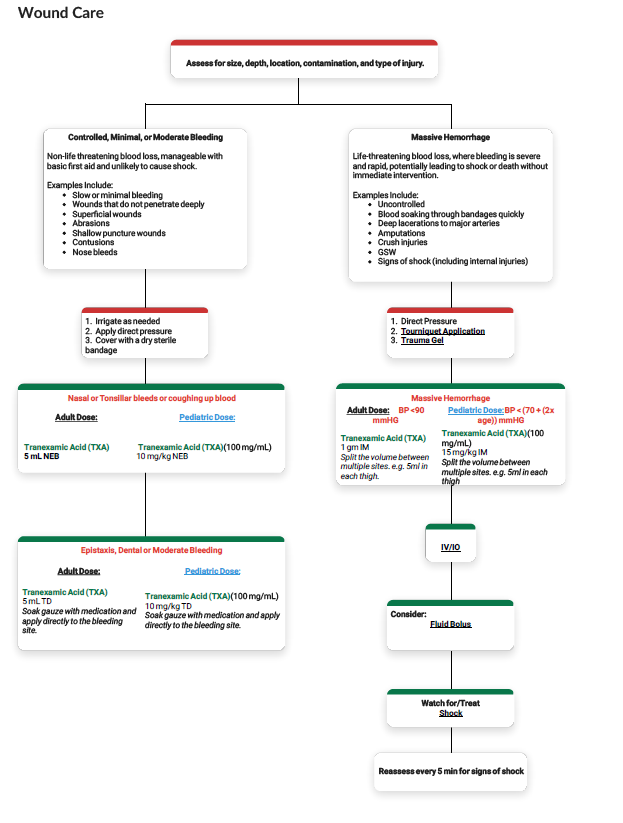 Wound Care
Assess for size, depth, location, contamination, and type of injury.
Controlled, Minimal, or Moderate Bleeding
Non-life threatening blood loss, manageable with
basic first aid and unlikely to cause shock.
Examples Include:
• Slow or minimal bleeding
• Wounds that do not penetrate deeply
• Superficial wounds
• Abrasions
• Shallow puncture wounds
• Contusions
• Nose bleeds
1. Irrigate as needed
2. Apply direct pressure
3. Cover with a dry sterile
bandage
Nasal or Tonsillar bleeds or coughing up blood
Adult Dose:
Tranexamic Acid (TXA)
5 mL NEB
Pediatric Dose:
Tranexamic Acid (TXA)(100 mg/mL)
10 mg/kg NEB
Epistaxis, Dental or Moderate Bleeding
Adult Dose:
Tranexamic Acid (TXA)
5 mL TD
Soak gauze with medication and
apply directly to the bleeding
site.
Pediatric Dose:
Tranexamic Acid (TXA)(100 mg/mL)
10 mg/kg TD
Soak gauze with medication and apply
directly to the bleeding site.
Massive Hemorrhage
Life-threatening blood loss, where bleeding is severe
and rapid, potentially leading to shock or death without
immediate intervention.
Examples Include:
• Uncontrolled
• Blood soaking through bandages quickly
• Deep lacerations to major arteries
• Amputations
• Crush injuries
• GSW
• Signs of shock (including internal injuries)
1. Direct Pressure
2. Tourniquet Application
3. Trauma Gel
Massive Hemorrhage
Adult Dose: BP <90
mmHG
Tranexamic Acid (TXA)
1 gm IM
Split the volume between
multiple sites. e.g. 5ml in
each thigh.
Pediatric Dose: BP < (70 + (2x
age)) mmHG
Tranexamic Acid (TXA)(100
mg/mL)
15 mg/kg IM
Split the volume between
multiple sites. e.g. 5ml in each
thigh
IV/IO
Consider:
Fluid Bolus
Watch for/Treat
Shock
Reassess every 5 min for signs of shock